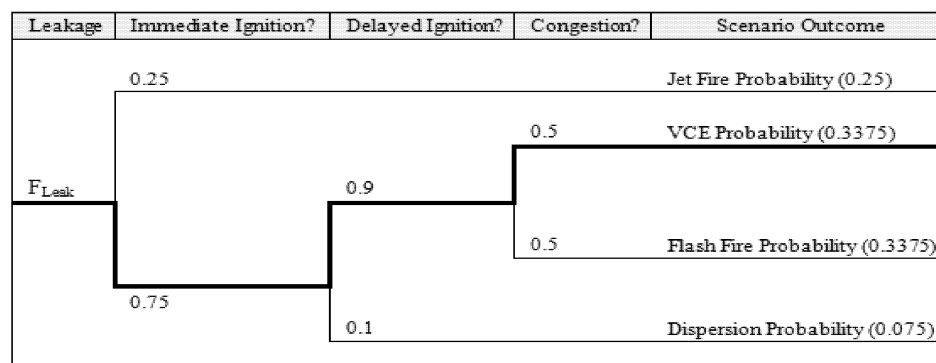 Leakage Immediate Ignition? Delayed Ignition? Congestion? Scenario Outcome
0.25 Jet Fire Probability (0.25)
0.5 VCE Probability (0.3375)
FLeak 0.9
0.5 Flash Fire Probability (0.3375)
0.75
0.1 Dispersion Probability (0.075)